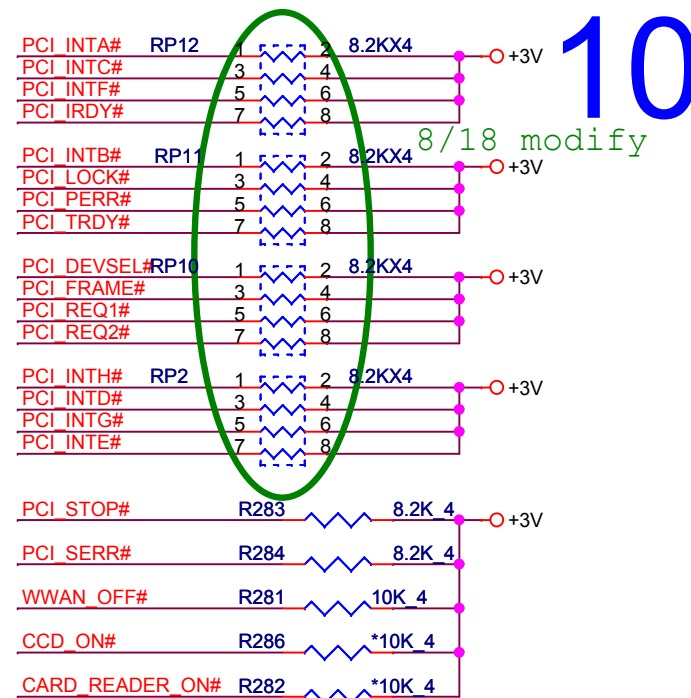 10
PCI_INTA# RP12 1 2 8.2KX4 +3V
PCI_INTC# 3 4
PCI_INTF# 5 6
PCI_IRDY# 7 8
8/18 modify
PCI_INTB# RP11 1 2 8.2KX4 +3V
PCI_LOCK# 3 4
PCI_PERR# 5 6
PCI_TRDY# 7 8
PCI_DEVSEL# RP10 1 2 8.2KX4 +3V
PCI_FRAME# 3 4
PCI_REQ1# 5 6
PCI_REQ2# 7 8
PCI_INTH# RP2 1 2 8.2KX4 +3V
PCI_INTD# 3 4
PCI_INTG# 5 6
PCI_INTE# 7 8
PCI_STOP# R283 8.2K_4 +3V
PCI_SERR# R284 8.2K_4
WWAN_OFF# R281 10K_4
CCD_ON# R286 *10K_4
CARD_READER_ON# R282 *10K_4